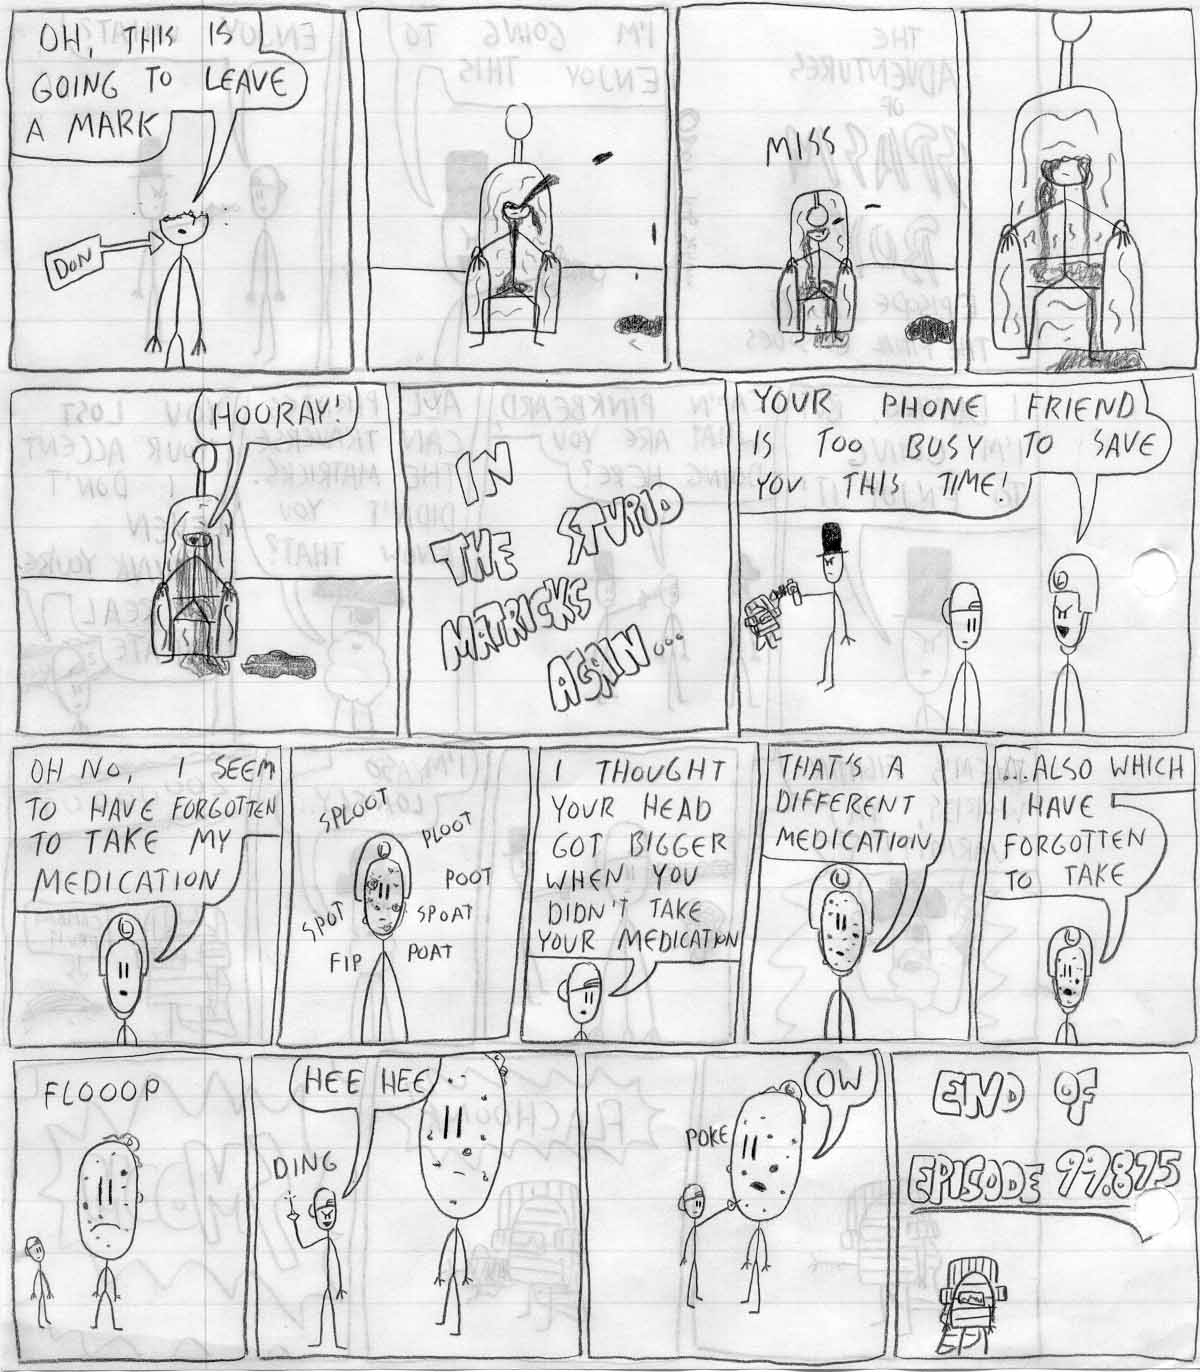 OH, THIS IS
GOING TO LEAVE
A MARK
DON
MISS
HOORAY!
IN
THE STUPID
MATRICKS
AGAIN...
YOUR PHONE FRIEND
IS TOO BUSY TO SAVE
YOU THIS TIME!
L
OH NO, I SEEM
TO HAVE FORGOTTEN
TO TAKE MY
MEDICATION
L
SPLOOT
PLOOT
POOT
SPOT
SPOAT
FIP
POAT
L
I THOUGHT
YOUR HEAD
GOT BIGGER
WHEN YOU
DIDN'T TAKE
YOUR MEDICATION
THAT'S A
DIFFERENT
MEDICATION
L
...ALSO WHICH
I HAVE
FORGOTTEN
TO TAKE
L
FLOOOP
HEE HEE
DING
OW
POKE
END OF
EPISODE 99.875